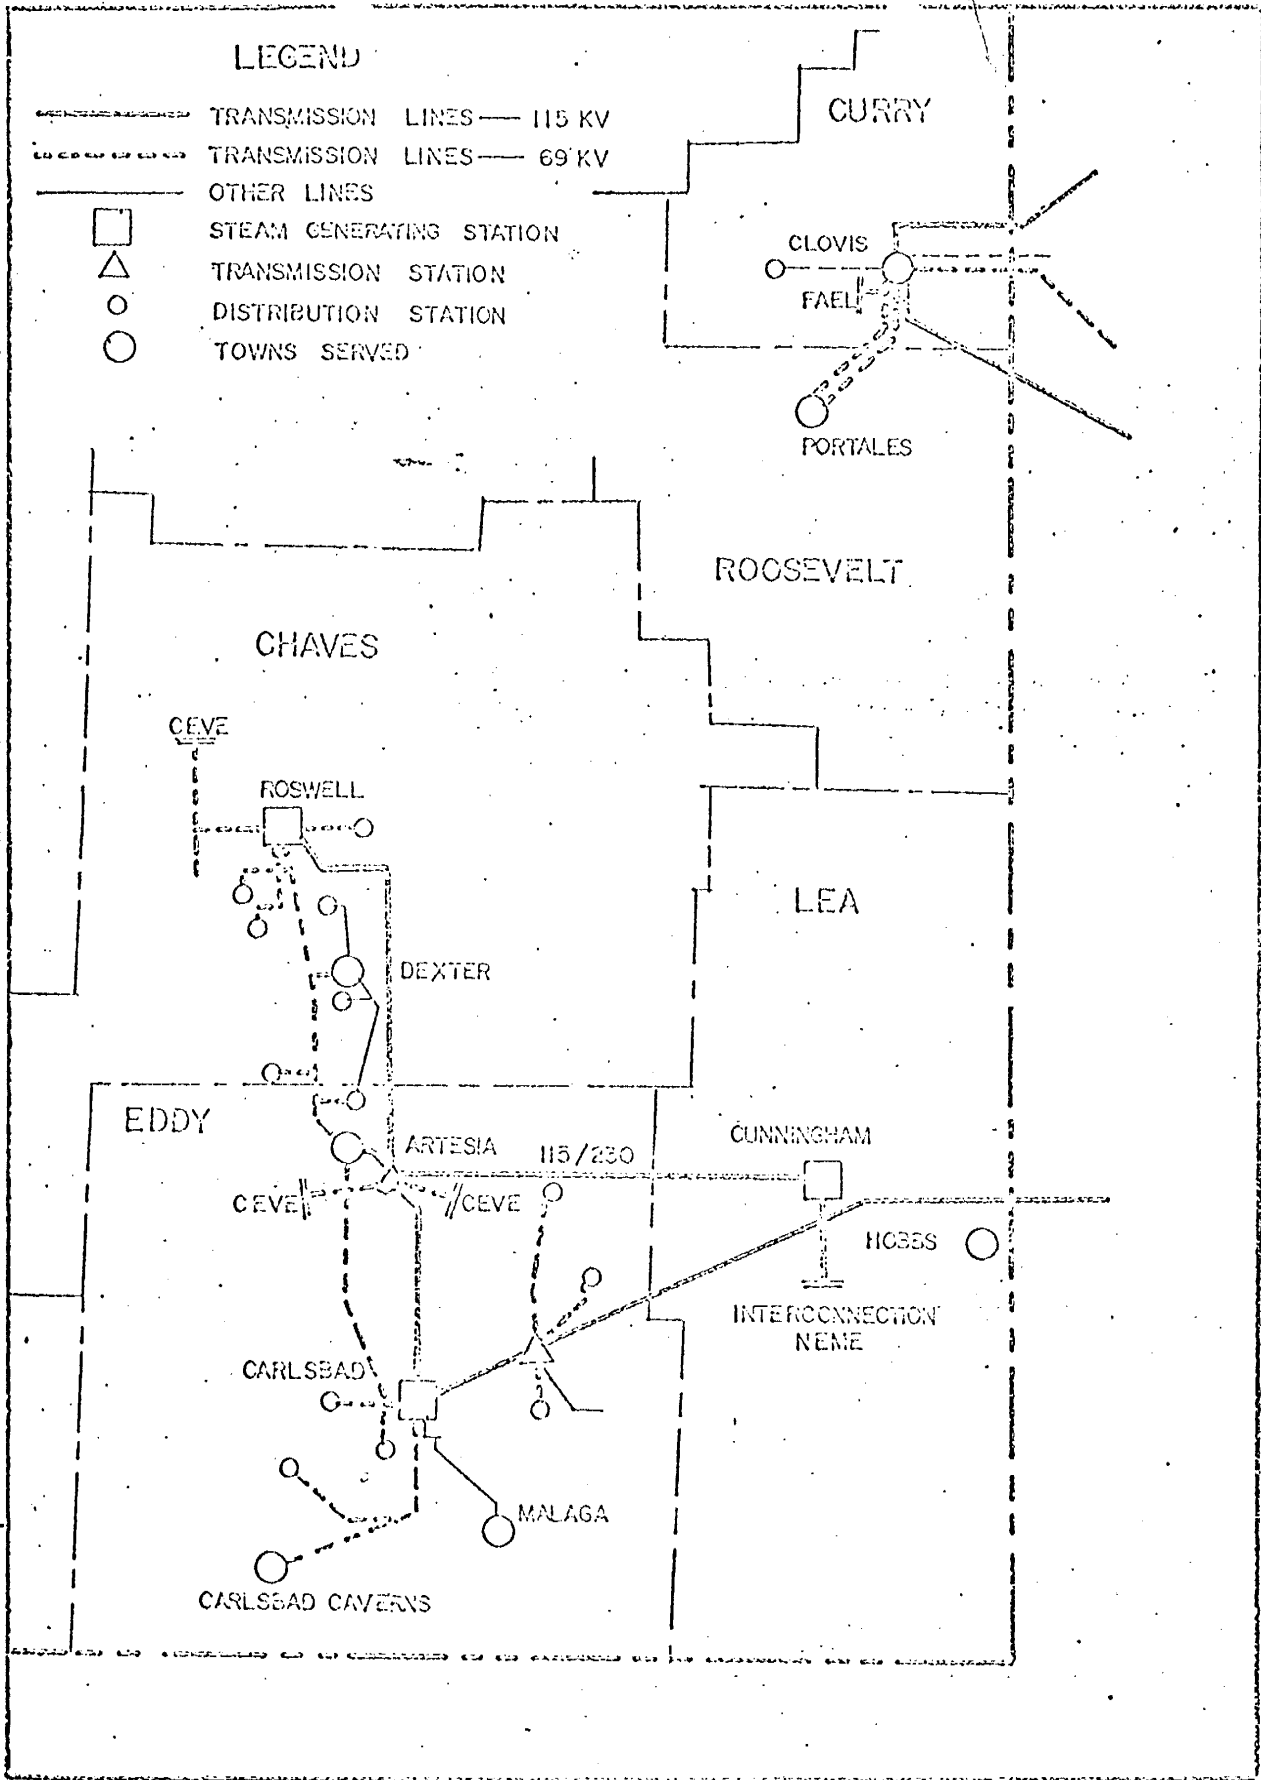 LEGEND
TRANSMISSION LINES — 115 KV
TRANSMISSION LINES — 69 KV
OTHER LINES
STEAM GENERATING STATION
TRANSMISSION STATION
DISTRIBUTION STATION
TOWNS SERVED
CURRY
CLOVIS
FAEL
PORTALES
ROOSEVELT
CHAVES
CEVE
ROSWELL
LEA
DEXTER
EDDY
ARTESIA
115/230
CUNNINGHAM
CEVE
CEVE
HOBBS
INTERCONNECTION
NEME
CARLSBAD
MALAGA
CARLSBAD CAVERNS